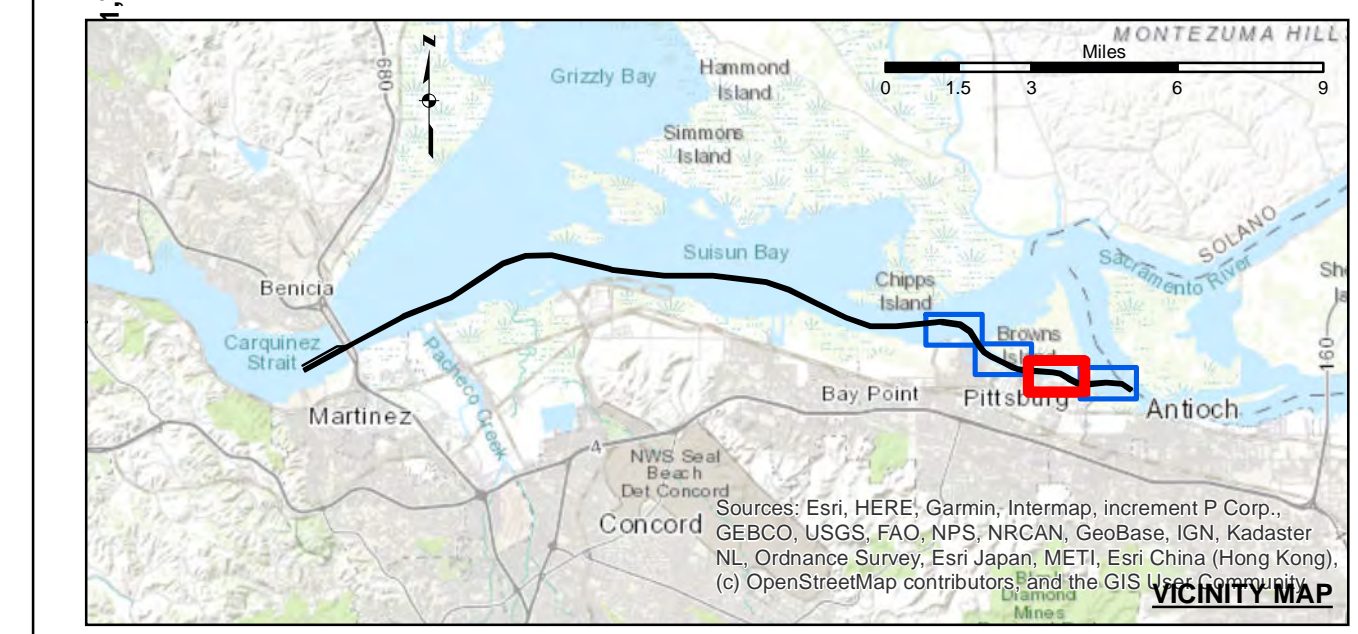 MONTEZUMA HILL
Miles
0 1.5 3 6 9
N
680
Grizzly Bay
Hammond
Island
Simmons
Island
SOLANO
Sacramento River
Suisun Bay
Chipps
Island
Benicia
Browns
Island
Carquinez
Strait
Pacheco Creek
160
Bay Point
Pittsburg
Antioch
Martinez
4
NWS Seal
Beach
Det Concord
Concord
Sources: Esri, HERE, Garmin, Intermap, increment P Corp.,
GEBCO, USGS, FAO, NPS, NRCAN, GeoBase, IGN, Kadaster
NL, Ordnance Survey, Esri Japan, METI, Esri China (Hong Kong),
(c) OpenStreetMap contributors, and the GIS User Community
Diamond
Mines
VICINITY MAP